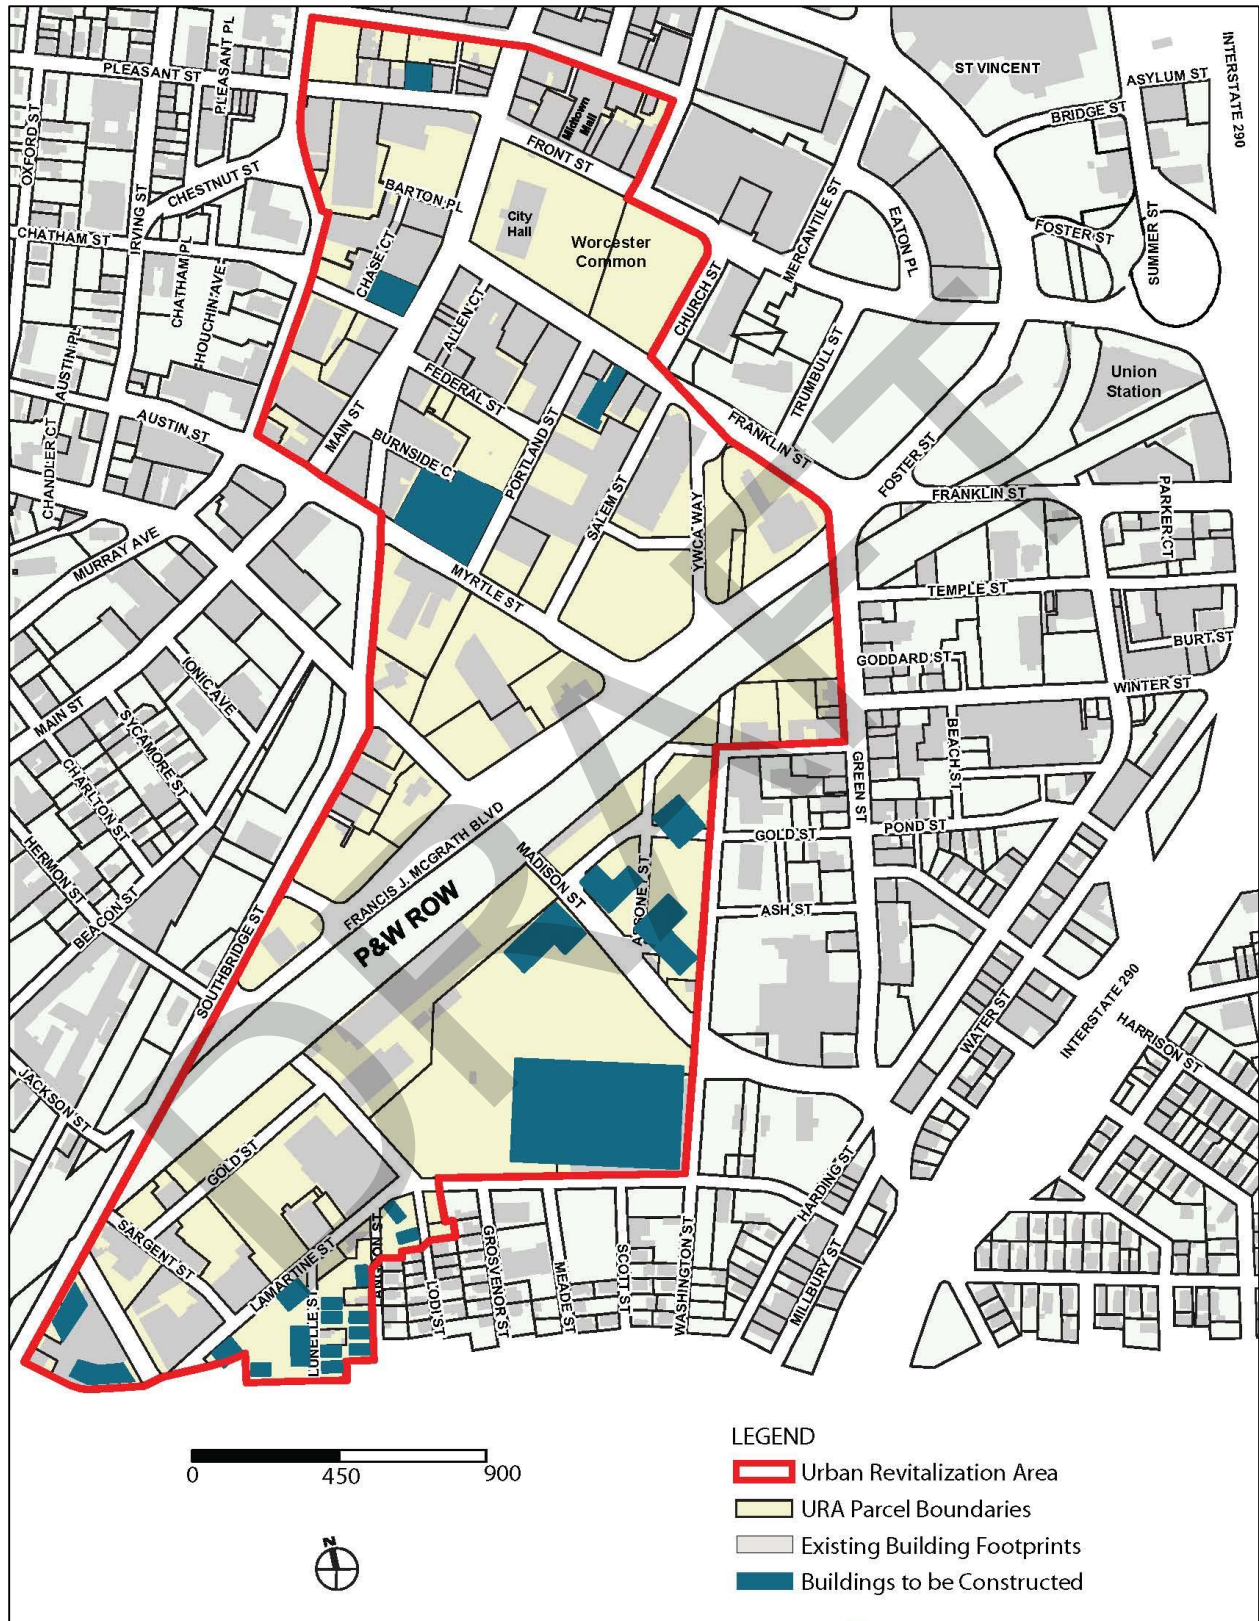 PLEASANT ST
PLEASANT PL
OXFORD ST
IRVING ST
CHESTNUT ST
CHATHAM ST
CHATHAM PL
HOUCHIN AVE
AUSTIN PL
AUSTIN ST
CHANDLER CT
MURRAY AVE
BARTON PL
CHASE CT
FRONT ST
Midtown
Mall
City
Hall
Worcester
Common
ST VINCENT
ASYLUM ST
BRIDGE ST
INTERSTATE 290
MERCANTILE ST
EATON PL
FOSTER ST
SUMMER ST
CHURCH ST
TRUMBULL ST
Union
Station
ALLEN CT
FEDERAL ST
MAIN ST
BURNSIDE C
PORTLAND ST
SALEM ST
FRANKLIN ST
FOSTER ST
FRANKLIN ST
PARKER CT
YWCA WAY
MYRTLE ST
TEMPLE ST
BURT ST
GODDARD ST
WINTER ST
IONIC AVE
MAIN ST
SYCAMORE ST
CHARLTON ST
HERMON ST
BEACON ST
SOUTHBRIDGE ST
JACKSON ST
FRANCIS J. MCGRATH BLVD
P&W ROW
MADISON ST
GREEN ST
BEACH ST
GOLD ST
POND ST
ASH ST
WATER ST
INTERSTATE 290
HARRISON ST
GOLD ST
SARGENT ST
LAMARTINE ST
LUNELLE ST
LODI ST
GROSVENOR ST
MEADE ST
SCOTT ST
WASHINGTON ST
HARDING ST
MILLBURY ST
DRAFT
0 450 900
N
LEGEND
Urban Revitalization Area
URA Parcel Boundaries
Existing Building Footprints
Buildings to be Constructed